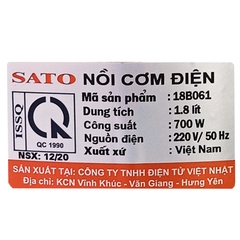 SATO NỒI CƠM ĐIỆN
ISSQ
QC 1990
NSX: 12/20
Mã sản phẩm : 18B061
Dung tích : 1.8 lít
Công suất : 700 W
Nguồn điện : 220 V/ 50 Hz
Xuất xứ : Việt Nam
SẢN XUẤT TẠI: CÔNG TY TNHH ĐIỆN TỬ VIỆT NHẬT
Địa chỉ: KCN Vĩnh Khúc - Văn Giang - Hưng Yên